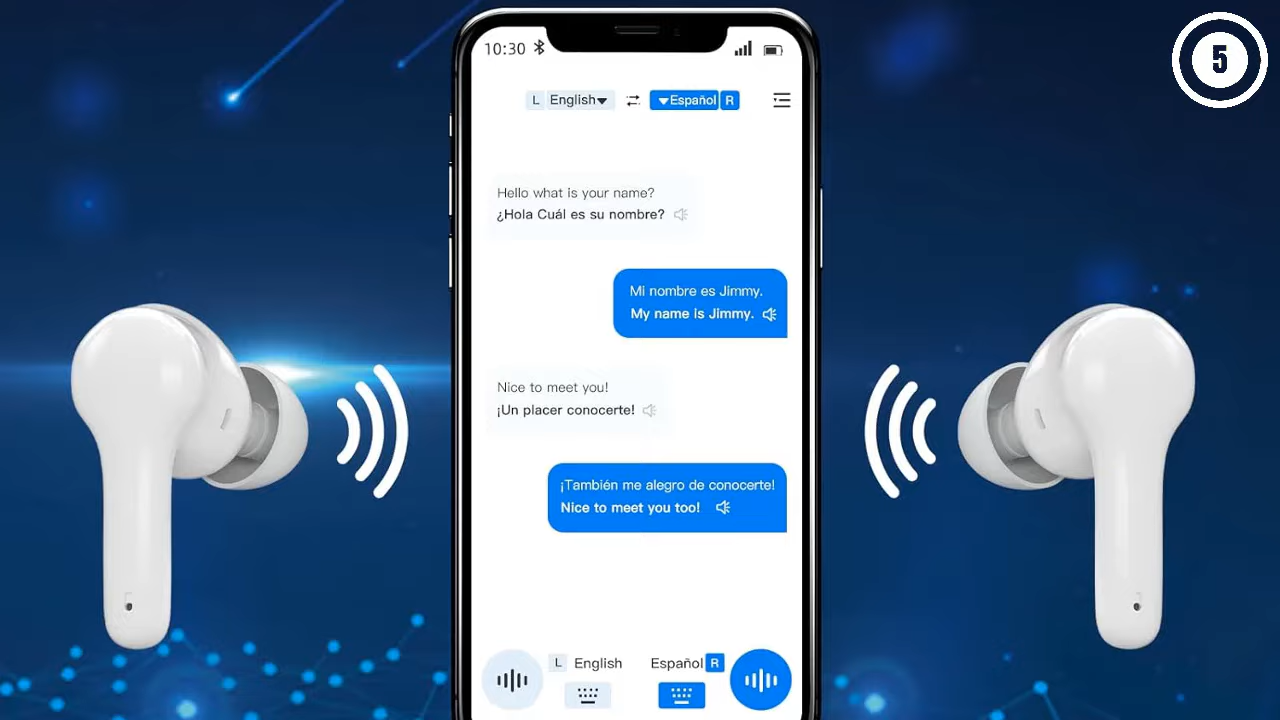 5
10:30
L English Español R
Hello what is your name?
¿Hola Cuál es su nombre?
Mi nombre es Jimmy.
My name is Jimmy.
Nice to meet you!
¡Un placer conocerte!
¡También me alegro de conocerte!
Nice to meet you too!
L English Español R